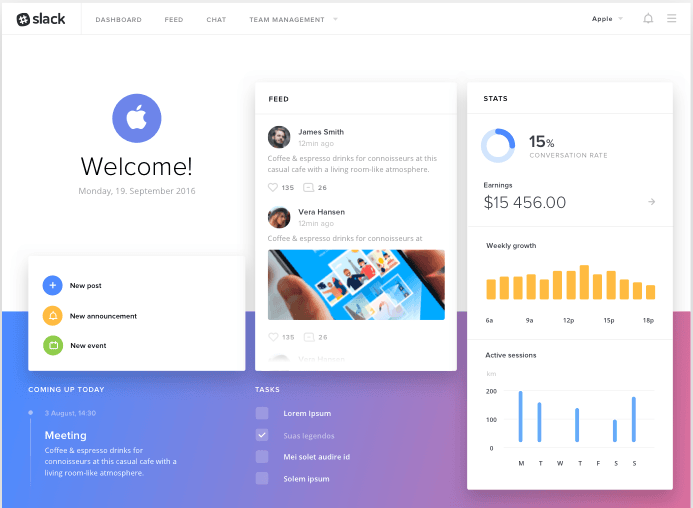 slack
DASHBOARD
FEED
CHAT
TEAM MANAGEMENT
Apple
Welcome!
Monday, 19. September 2016
New post
New announcement
New event
FEED
James Smith
12min ago
Coffee & espresso drinks for connoisseurs at this
casual cafe with a living room-like atmosphere.
135
26
Vera Hansen
12min ago
Coffee & espresso drinks for connoisseurs at
135
26
Vera Hansen
STATS
15%
CONVERSATION RATE
Earnings
$15 456.00
Weekly growth
6a 9a 12p 15p 18p
Active sessions
km
200
100
0
M T W T F S S
COMING UP TODAY
3 August, 14:30
Meeting
Coffee & espresso drinks for
connoisseurs at this casual cafe with a
living room-like atmosphere.
TASKS
Lorem Ipsum
Suas legendos
Mei solet audire id
Solem ipsum